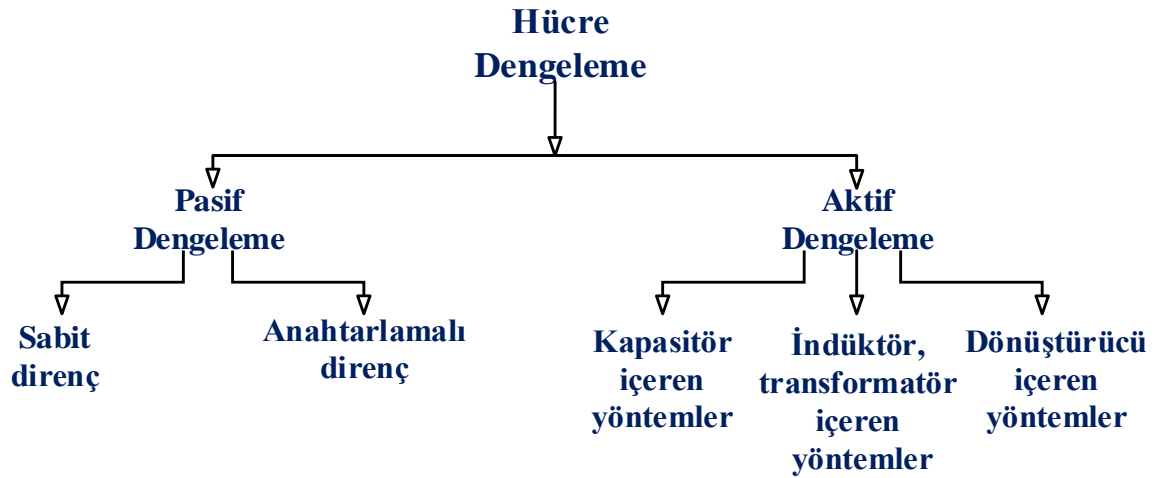 Hücre
Dengeleme
Pasif
Dengeleme
Aktif
Dengeleme
Sabit
direnç
Anahtarlamalı
direnç
Kapasitör
içeren
yöntemler
İndüktör,
transformatör
içeren
yöntemler
Dönüştürücü
içeren
yöntemler